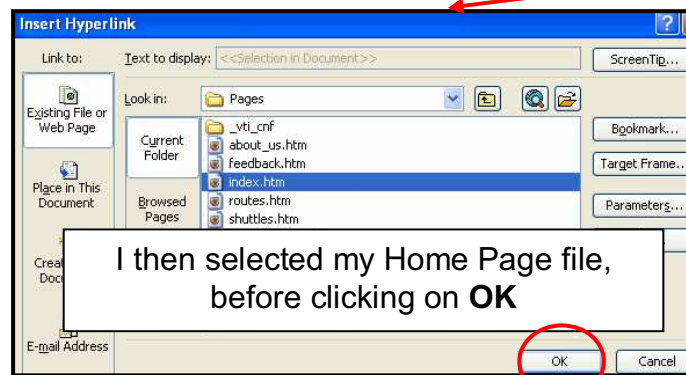 Insert Hyperlink
Link to:
Text to display: <<Selection in Document>>
ScreenTip...
Existing File or
Web Page
Look in:
Pages
Current
Folder
_vti_cnf
about_us.htm
feedback.htm
index.htm
routes.htm
shuttles.htm
Bookmark...
Target Frame..
Parameters...
Place in This
Document
Browsed
Pages
I then selected my Home Page file,
before clicking on OK
E-mail Address
OK
Cancel